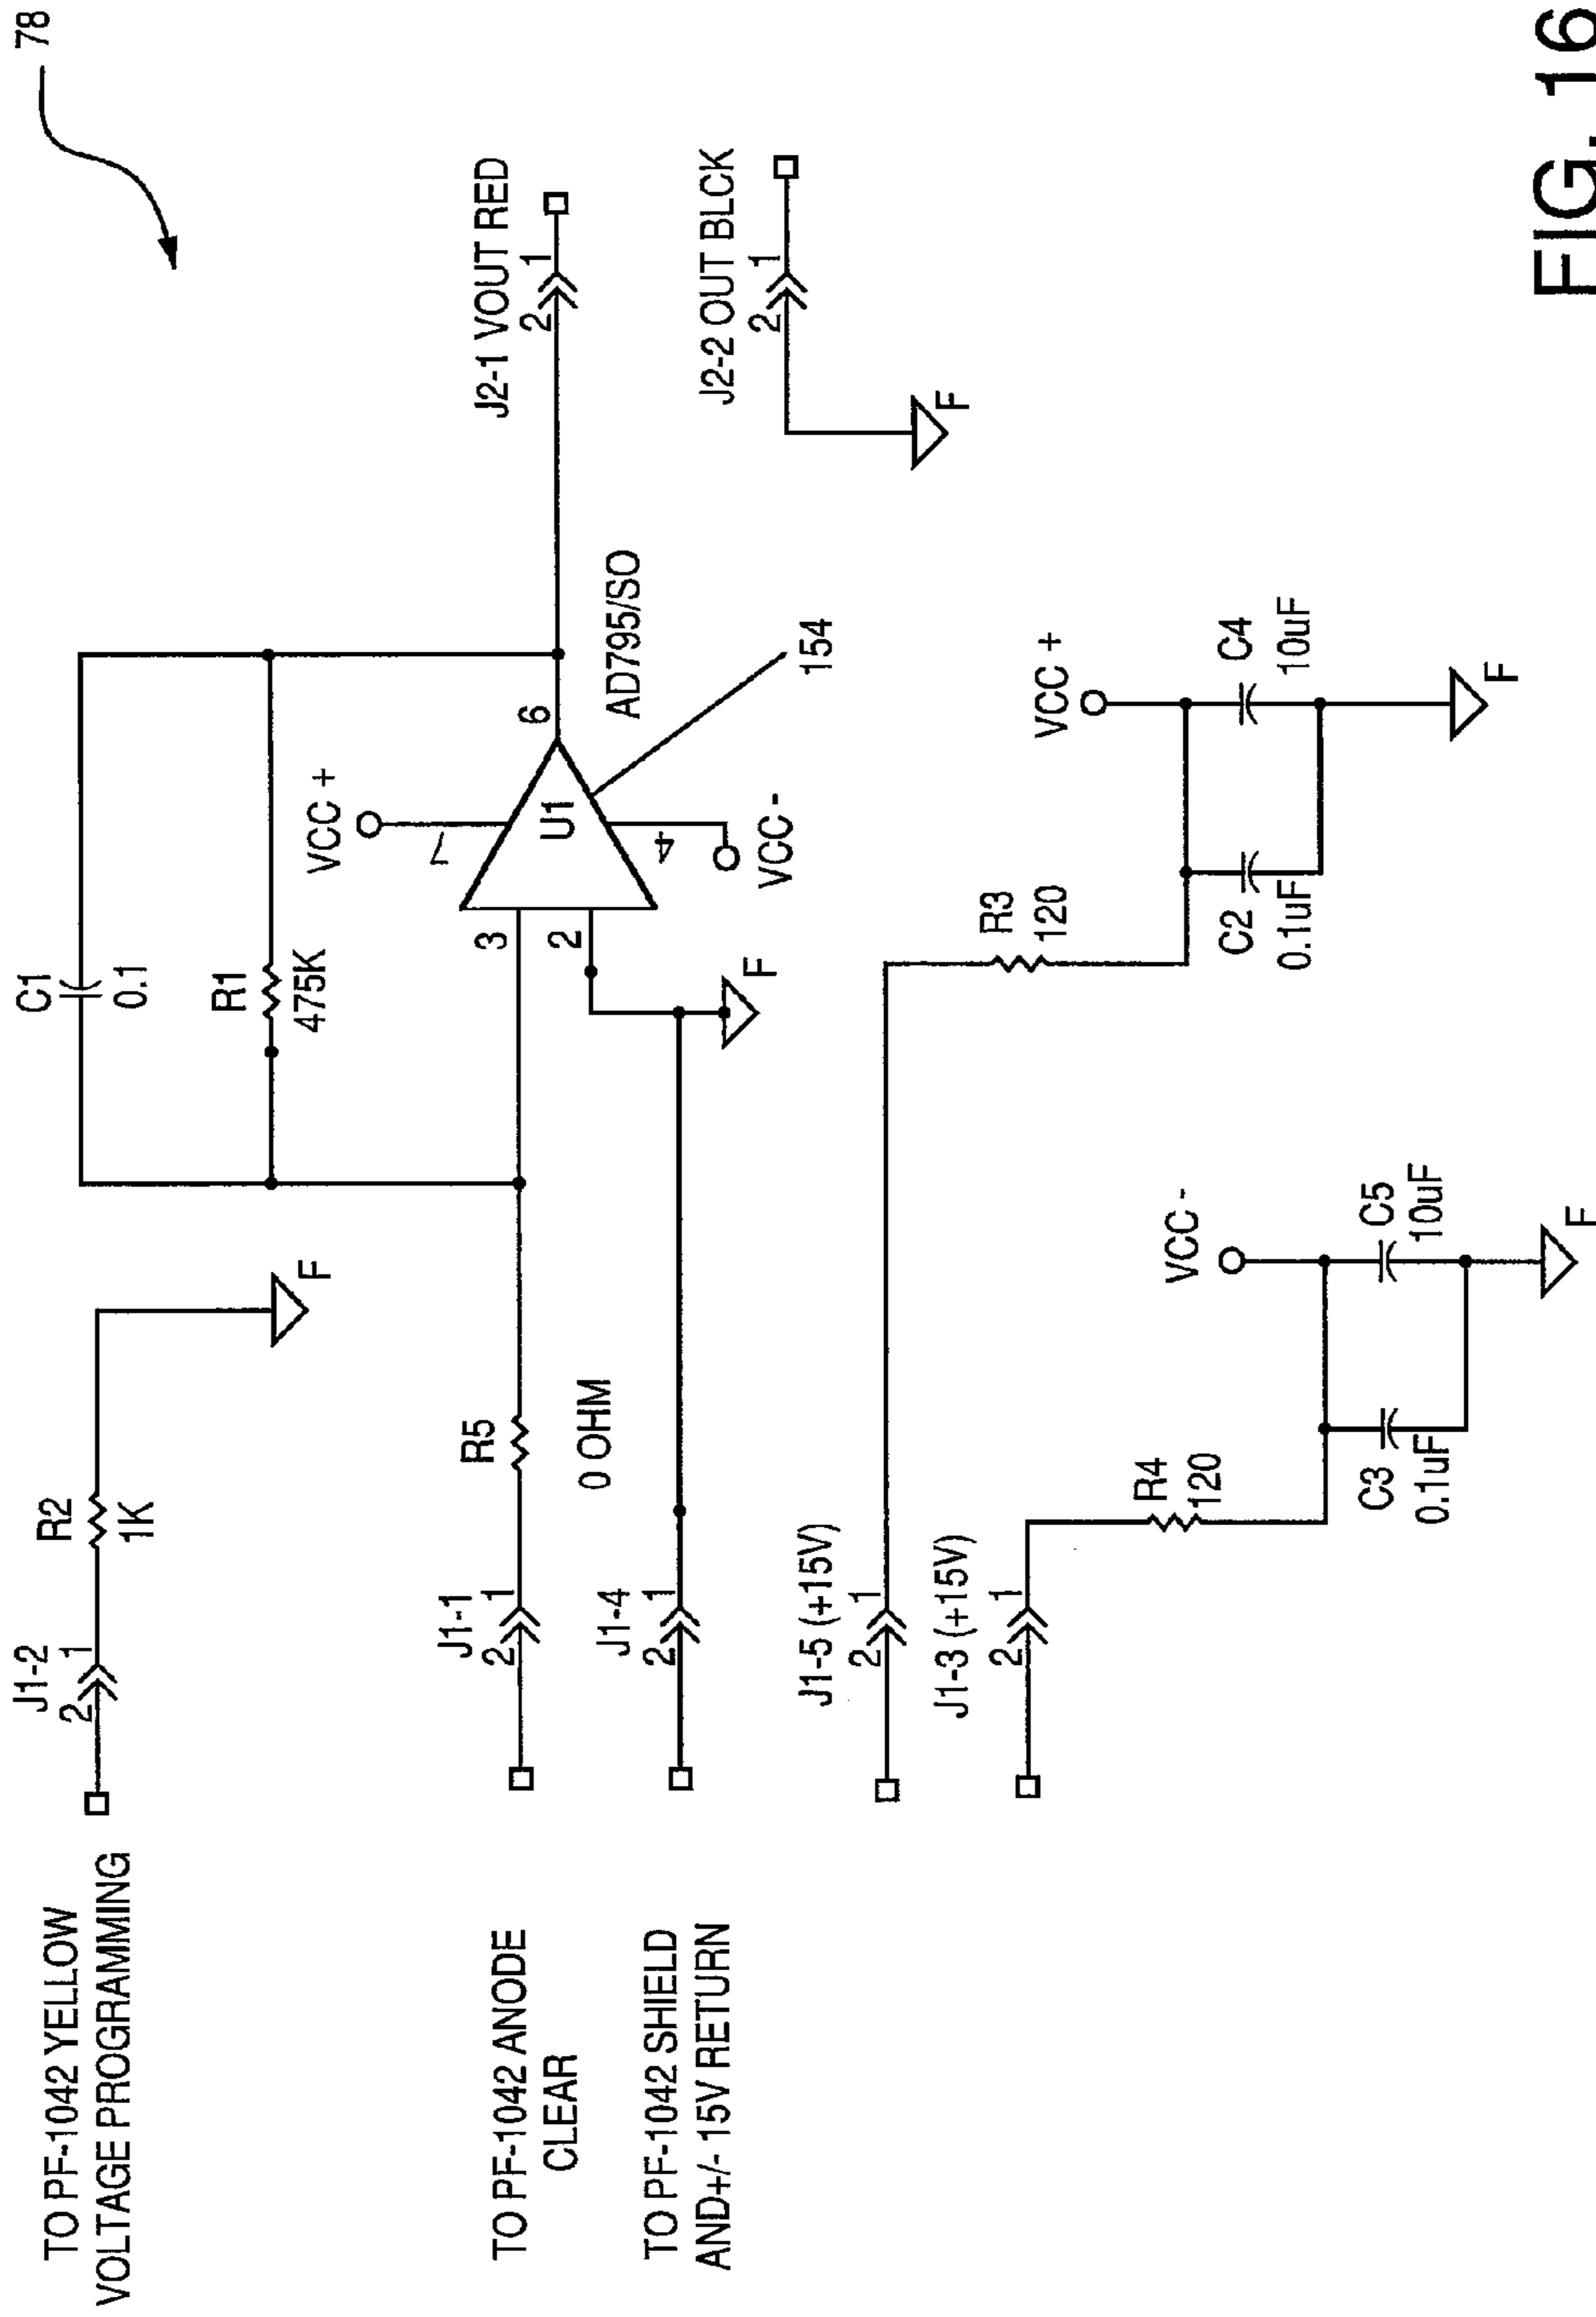 78
J1-2
2 1
R2
1K
F
TO PF-1042 YELLOW
VOLTAGE PROGRAMMING
C1
0.1
R1
475K
VCC +
7
J1-1
2 1
R5
3
2
U1
6
4
VCC -
AD795/SO
154
J2-1 VOUT RED
2 1
TO PF-1042 ANODE
CLEAR
0 OHM
J1-4
2 1
F
TO PF-1042 SHIELD
AND+/- 15V RETURN
J2-2 OUT BLCK
2 1
F
J1-5 (+15V)
2 1
R3
120
VCC +
C2
0.1uF
C4
10uF
F
J1-3 (+15V)
2 1
R4
120
VCC -
C3
0.1uF
C5
10uF
F
FIG. 16